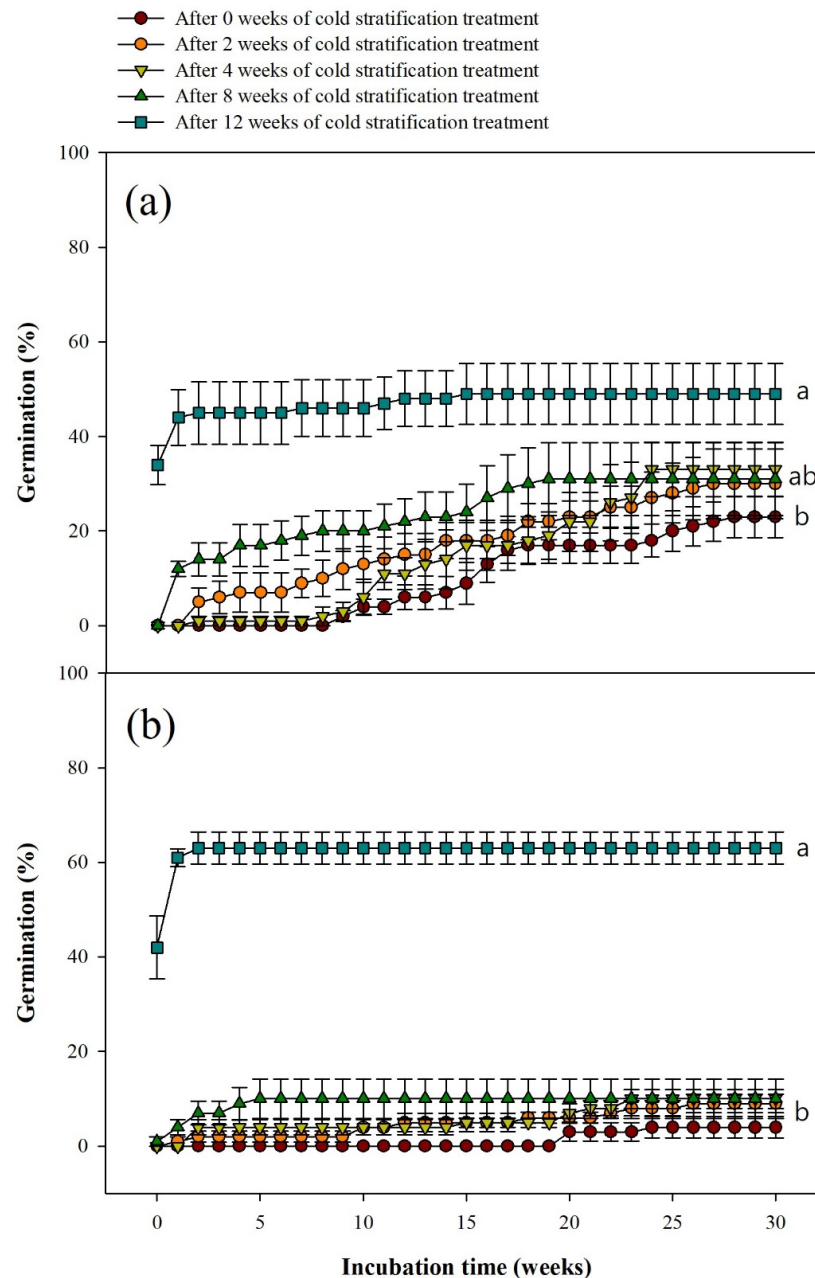 After 0 weeks of cold stratification treatment
After 2 weeks of cold stratification treatment
After 4 weeks of cold stratification treatment
After 8 weeks of cold stratification treatment
After 12 weeks of cold stratification treatment
100
(a)
80
60
a
40
ab
20
b
0
Germination (%)
100
(b)
80
60
a
40
20
b
0
Germination (%)
0 5 10 15 20 25 30
Incubation time (weeks)